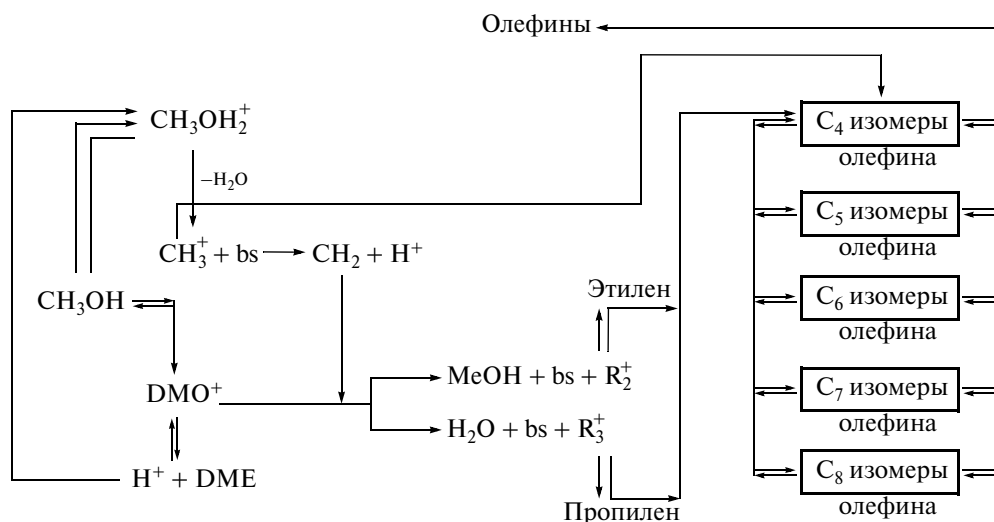 Олефины
CH₃OH₂⁺
–H₂O
CH₃⁺ + bs
CH₂ + H⁺
CH₃OH
DMO⁺
H⁺ + DME
Этилен
MeOH + bs + R₂⁺
H₂O + bs + R₃⁺
Пропилен
C₄ изомеры
олефина
C₅ изомеры
олефина
C₆ изомеры
олефина
C₇ изомеры
олефина
C₈ изомеры
олефина